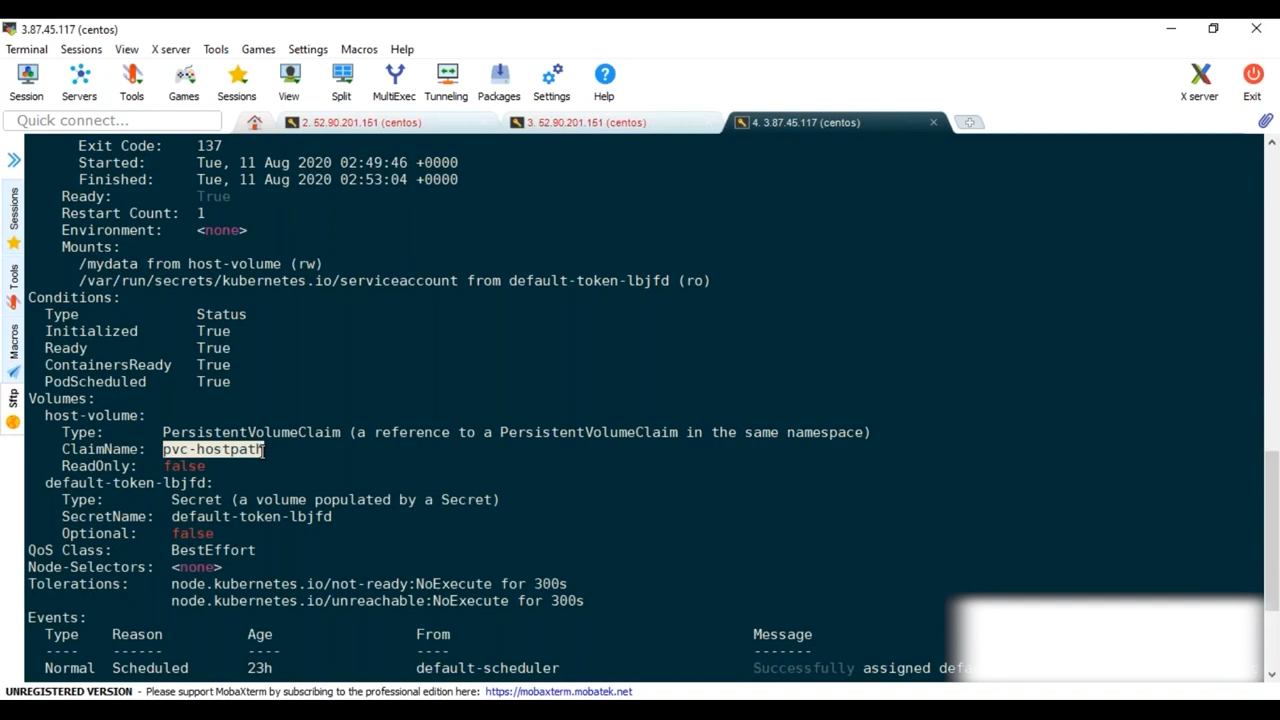 3.87.45.117 (centos)
Terminal Sessions View X server Tools Games Settings Macros Help
Session Servers Tools Games Sessions View Split MultiExec Tunneling Packages Settings Help X server Exit
Quick connect...
2. 52.90.201.151 (centos)
3. 52.90.201.151 (centos)
4. 3.87.45.117 (centos)
Sessions
Tools
Macros
Sftp
Exit Code: 137
Started: Tue, 11 Aug 2020 02:49:46 +0000
Finished: Tue, 11 Aug 2020 02:53:04 +0000
Ready: True
Restart Count: 1
Environment: <none>
Mounts:
/mydata from host-volume (rw)
/var/run/secrets/kubernetes.io/serviceaccount from default-token-lbjfd (ro)
Conditions:
Type Status
Initialized True
Ready True
ContainersReady True
PodScheduled True
Volumes:
host-volume:
Type: PersistentVolumeClaim (a reference to a PersistentVolumeClaim in the same namespace)
ClaimName: pvc-hostpath
ReadOnly: false
default-token-lbjfd:
Type: Secret (a volume populated by a Secret)
SecretName: default-token-lbjfd
Optional: false
QoS Class: BestEffort
Node-Selectors: <none>
Tolerations: node.kubernetes.io/not-ready:NoExecute for 300s
node.kubernetes.io/unreachable:NoExecute for 300s
Events:
Type Reason Age From Message
---- ------ ---- ---- -------
Normal Scheduled 23h default-scheduler Successfully assigned
UNREGISTERED VERSION - Please support MobaXterm by subscribing to the professional edition here: https://mobaxterm.mobatek.net